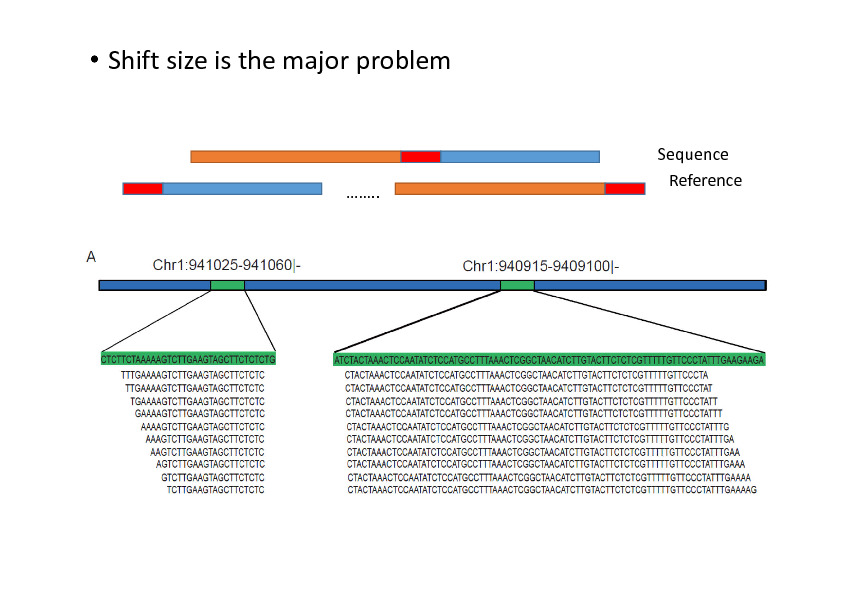 • Shift size is the major problem
Sequence
Reference
........
A
Chr1:941025-941060|-
Chr1:940915-9409100|-
CTCTTCTAAAAAGTCTTGAAGTAGCTTCTCTCTG
TTTGAAAAGTCTTGAAGTAGCTTCTCTC
TTGAAAAGTCTTGAAGTAGCTTCTCTC
TGAAAAGTCTTGAAGTAGCTTCTCTC
GAAAAGTCTTGAAGTAGCTTCTCTC
AAAAGTCTTGAAGTAGCTTCTCTC
AAAGTCTTGAAGTAGCTTCTCTC
AAGTCTTGAAGTAGCTTCTCTC
AGTCTTGAAGTAGCTTCTCTC
GTCTTGAAGTAGCTTCTCTC
TCTTGAAGTAGCTTCTCTC
ATCTACTAAACTCCAATATCTCCATGCCTTTAAACTCGGCTAACATCTTGTACTTCTCTCGTTTTTGTTCCCTATTTGAAGAAGA
CTACTAAACTCCAATATCTCCATGCCTTTAAACTCGGCTAACATCTTGTACTTCTCTCGTTTTTGTTCCCTA
CTACTAAACTCCAATATCTCCATGCCTTTAAACTCGGCTAACATCTTGTACTTCTCTCGTTTTTGTTCCCTAT
CTACTAAACTCCAATATCTCCATGCCTTTAAACTCGGCTAACATCTTGTACTTCTCTCGTTTTTGTTCCCTATT
CTACTAAACTCCAATATCTCCATGCCTTTAAACTCGGCTAACATCTTGTACTTCTCTCGTTTTTGTTCCCTATTT
CTACTAAACTCCAATATCTCCATGCCTTTAAACTCGGCTAACATCTTGTACTTCTCTCGTTTTTGTTCCCTATTTG
CTACTAAACTCCAATATCTCCATGCCTTTAAACTCGGCTAACATCTTGTACTTCTCTCGTTTTTGTTCCCTATTTGA
CTACTAAACTCCAATATCTCCATGCCTTTAAACTCGGCTAACATCTTGTACTTCTCTCGTTTTTGTTCCCTATTTGAA
CTACTAAACTCCAATATCTCCATGCCTTTAAACTCGGCTAACATCTTGTACTTCTCTCGTTTTTGTTCCCTATTTGAAA
CTACTAAACTCCAATATCTCCATGCCTTTAAACTCGGCTAACATCTTGTACTTCTCTCGTTTTTGTTCCCTATTTGAAAA
CTACTAAACTCCAATATCTCCATGCCTTTAAACTCGGCTAACATCTTGTACTTCTCTCGTTTTTGTTCCCTATTTGAAAAG